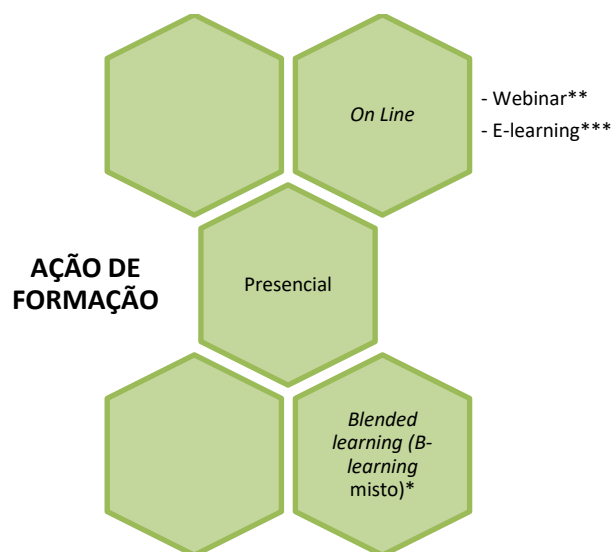 On Line
- Webinar**
- E-learning***
AÇÃO DE
FORMAÇÃO
Presencial
Blended
learning (B-
learning
misto)*